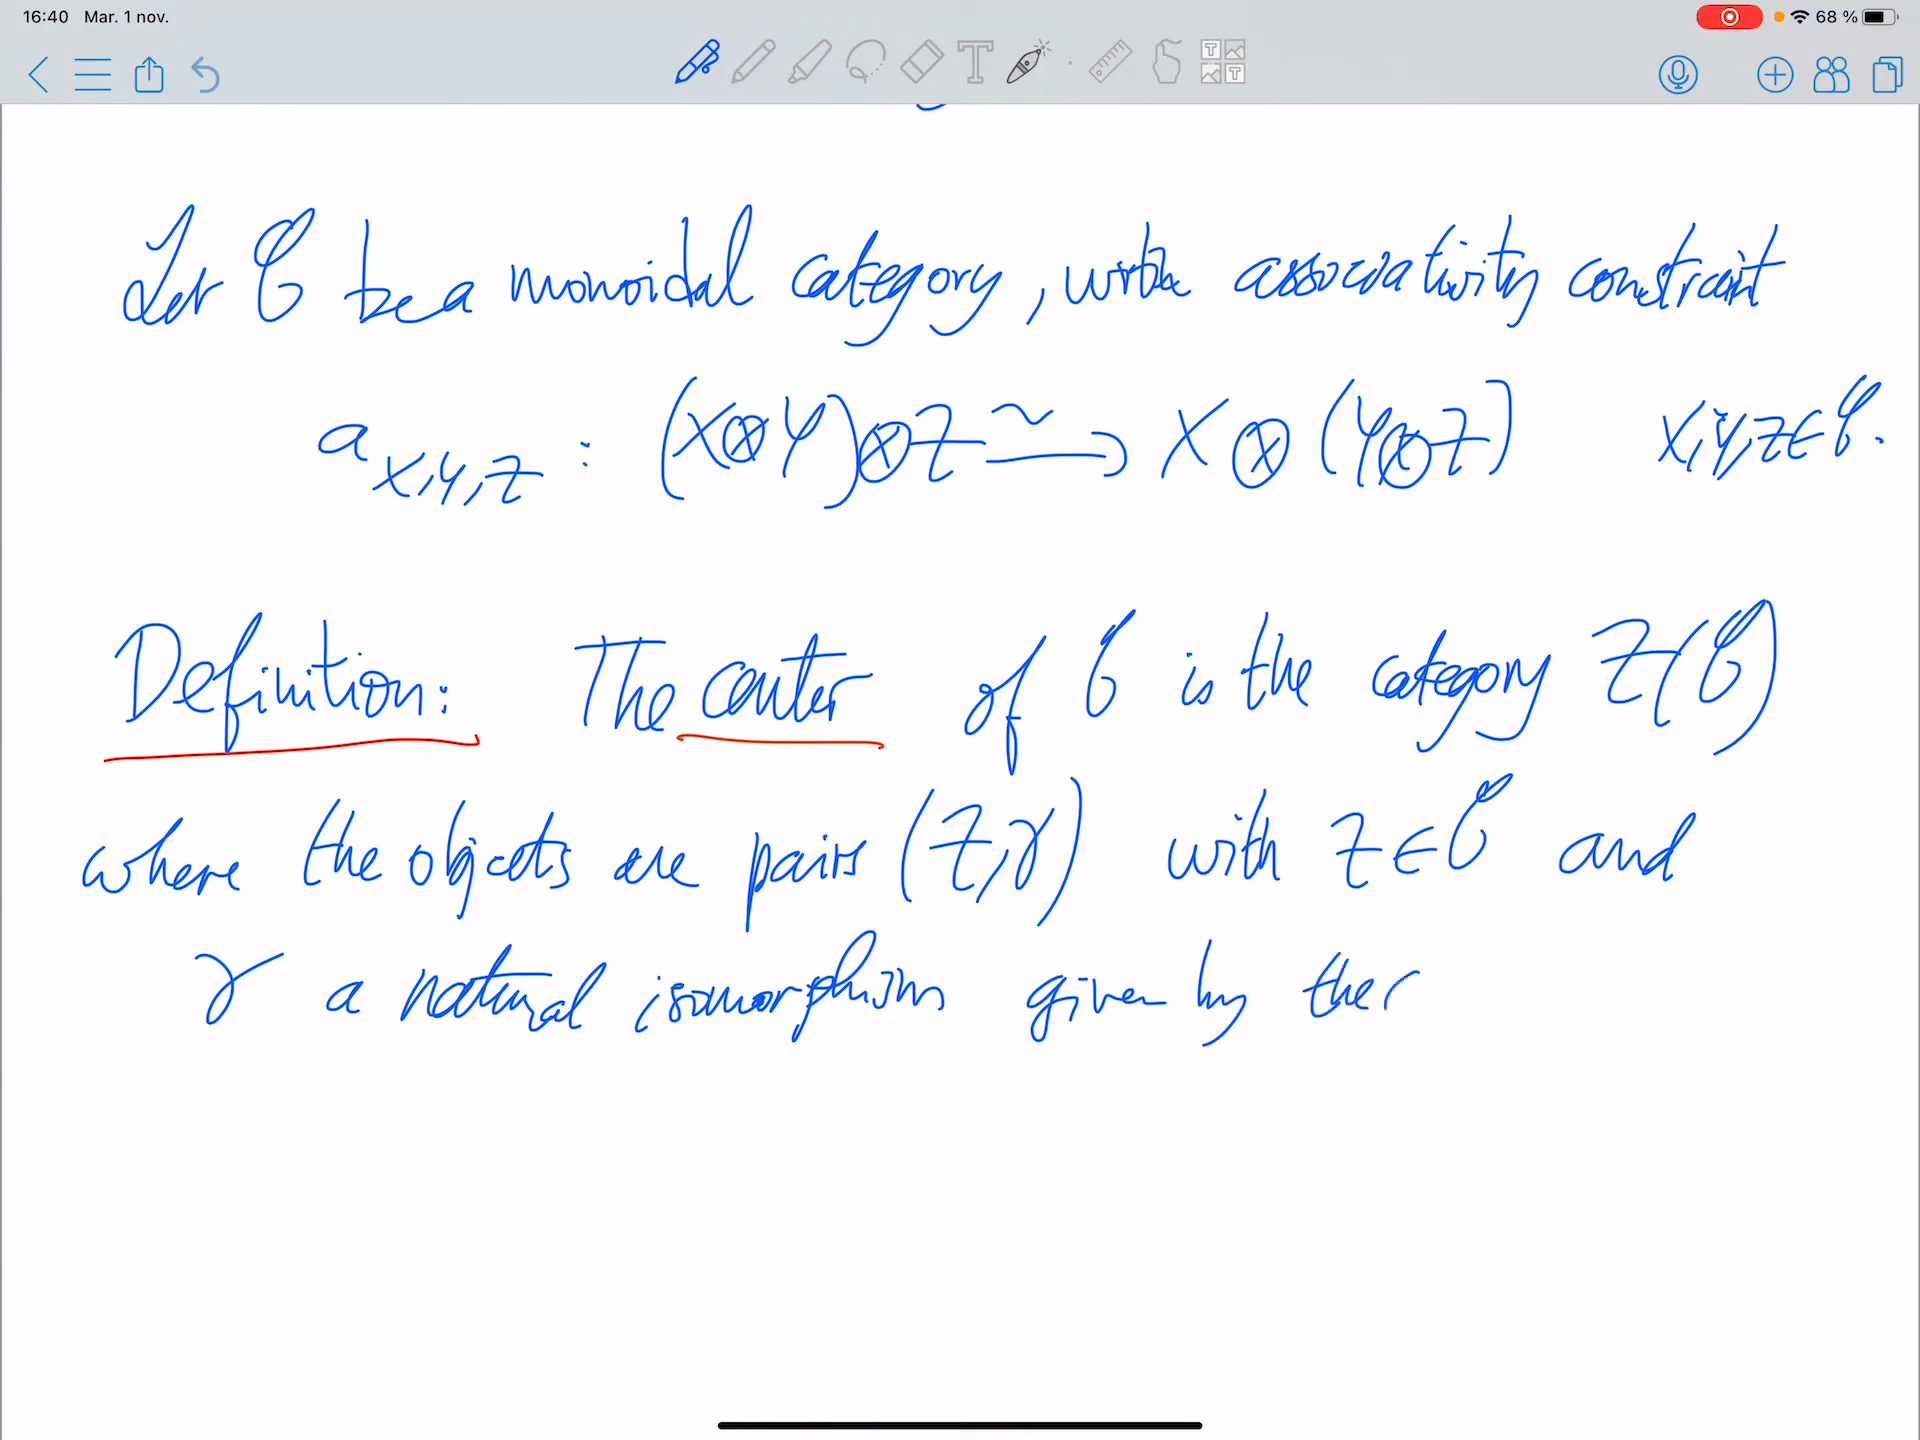 16:40 Mar. 1 nov. 68 %
Let 𝒞 be a monoidal category, with associativity constraint
a_{X,Y,Z} : (X⊗Y)⊗Z ⥲ X⊗(Y⊗Z) X,Y,Z∈𝒞.
Definition: The center of 𝒞 is the category Z(𝒞)
where the objects are pairs (Z,γ) with Z∈𝒞 and
γ a natural isomorphism given by the